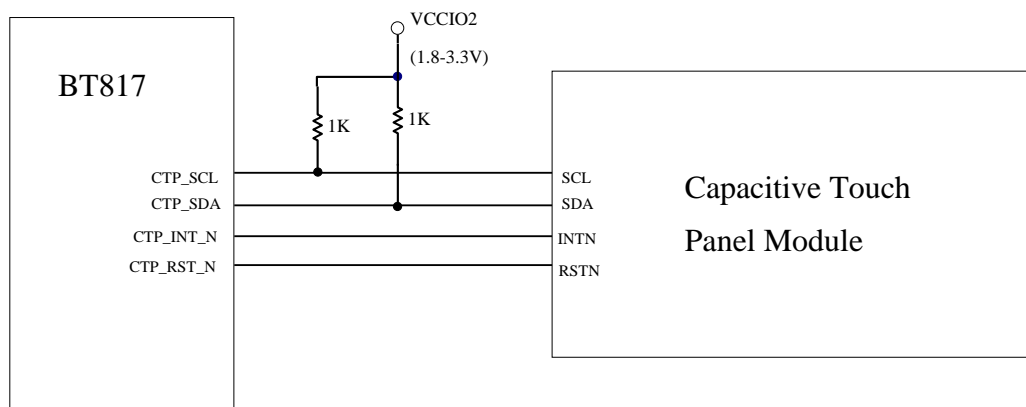 VCCIO2
(1.8-3.3V)
BT817
1K
1K
CTP_SCL
SCL
CTP_SDA
SDA
CTP_INT_N
INTN
CTP_RST_N
RSTN
Capacitive Touch
Panel Module